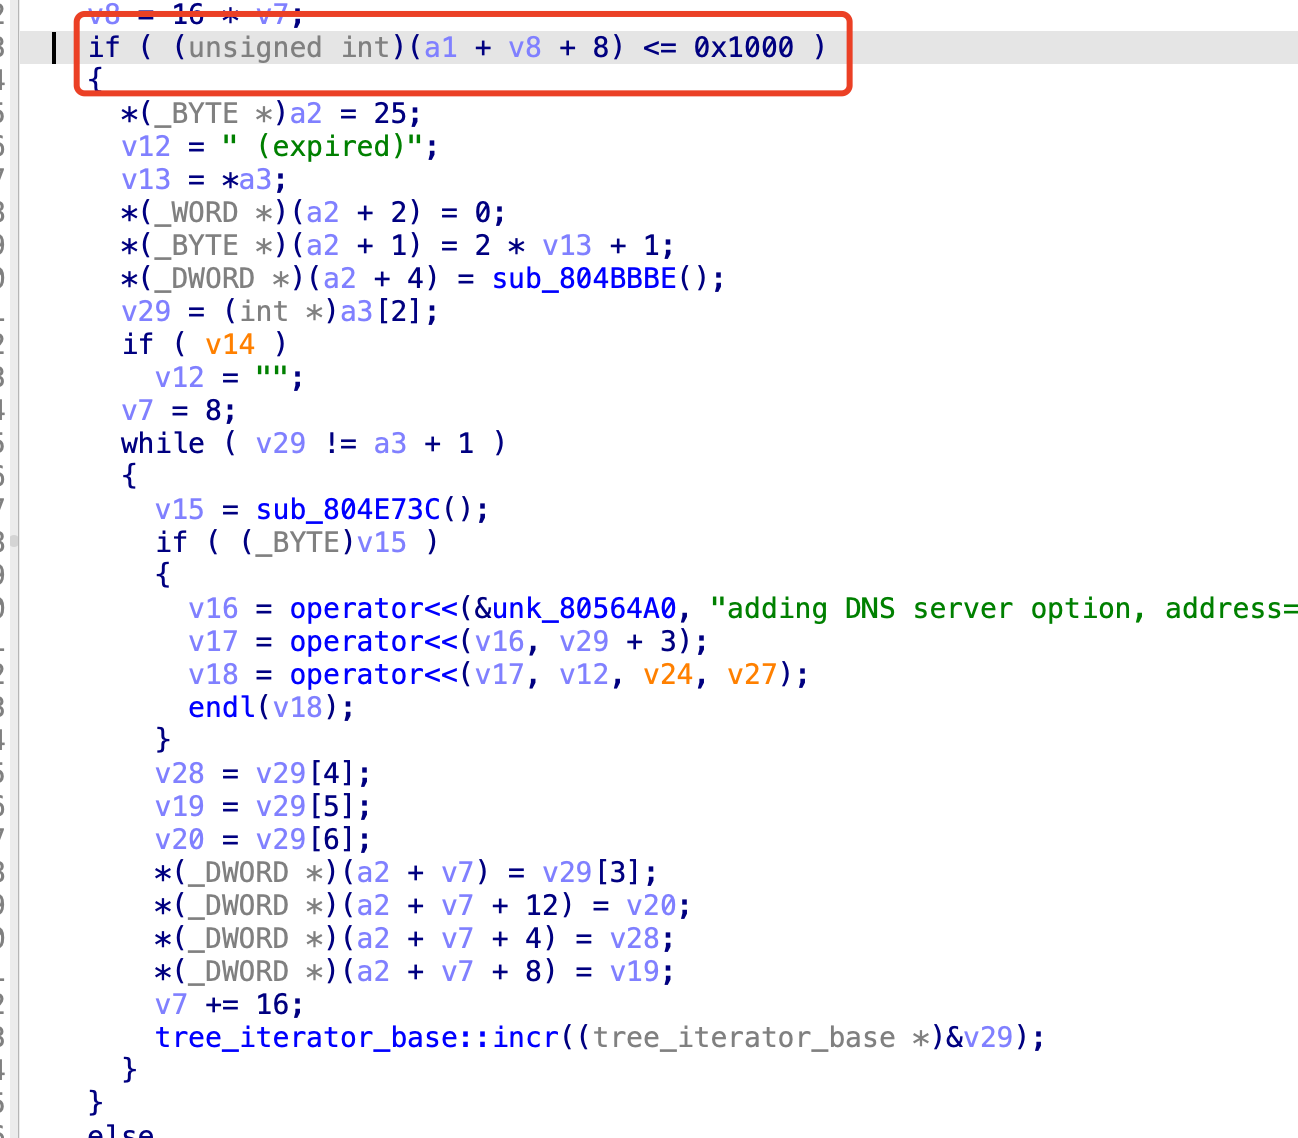 v8 = 16 * v7;
if ( (unsigned int)(a1 + v8 + 8) <= 0x1000 )
{
*(_BYTE *)a2 = 25;
v12 = " (expired)";
v13 = *a3;
*(_WORD *)(a2 + 2) = 0;
*(_BYTE *)(a2 + 1) = 2 * v13 + 1;
*(_DWORD *)(a2 + 4) = sub_804BBBE();
v29 = (int *)a3[2];
if ( v14 )
v12 = "";
v7 = 8;
while ( v29 != a3 + 1 )
{
v15 = sub_804E73C();
if ( (_BYTE)v15 )
{
v16 = operator<<(&unk_80564A0, "adding DNS server option, address=
v17 = operator<<(v16, v29 + 3);
v18 = operator<<(v17, v12, v24, v27);
endl(v18);
}
v28 = v29[4];
v19 = v29[5];
v20 = v29[6];
*(_DWORD *)(a2 + v7) = v29[3];
*(_DWORD *)(a2 + v7 + 12) = v20;
*(_DWORD *)(a2 + v7 + 4) = v28;
*(_DWORD *)(a2 + v7 + 8) = v19;
v7 += 16;
tree_iterator_base::incr((tree_iterator_base *)&v29);
}
}
else